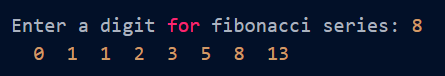 Enter a digit for fibonacci series: 8
0 1 1 2 3 5 8 13